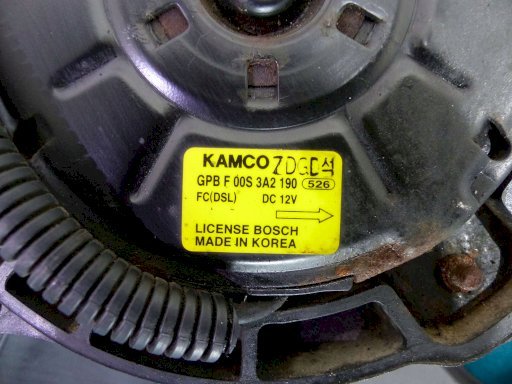 KAMCO
GPB F 00S 3A2 190 526
FC(DSL) DC 12V
LICENSE BOSCH
MADE IN KOREA